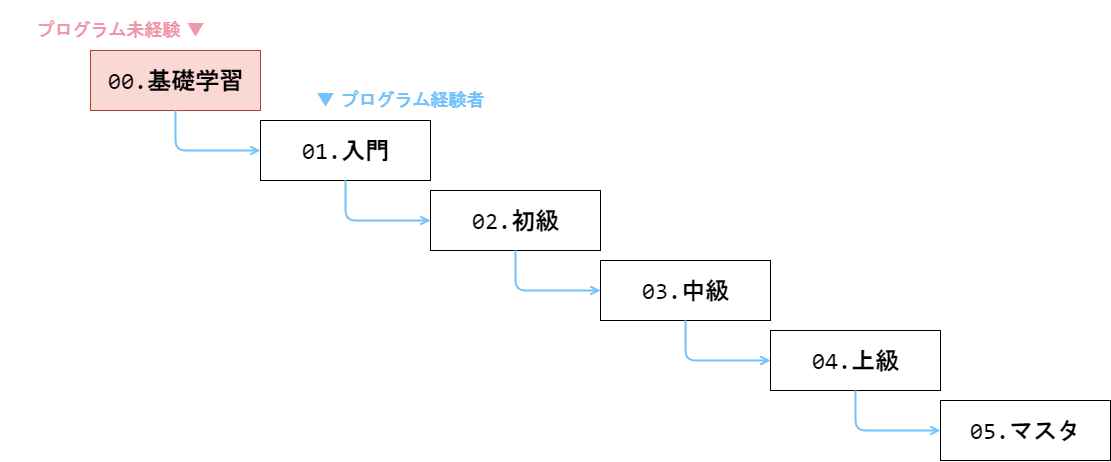 プログラム未経験 ▼
00.基礎学習
▼ プログラム経験者
01.入門
02.初級
03.中級
04.上級
05.マスタ